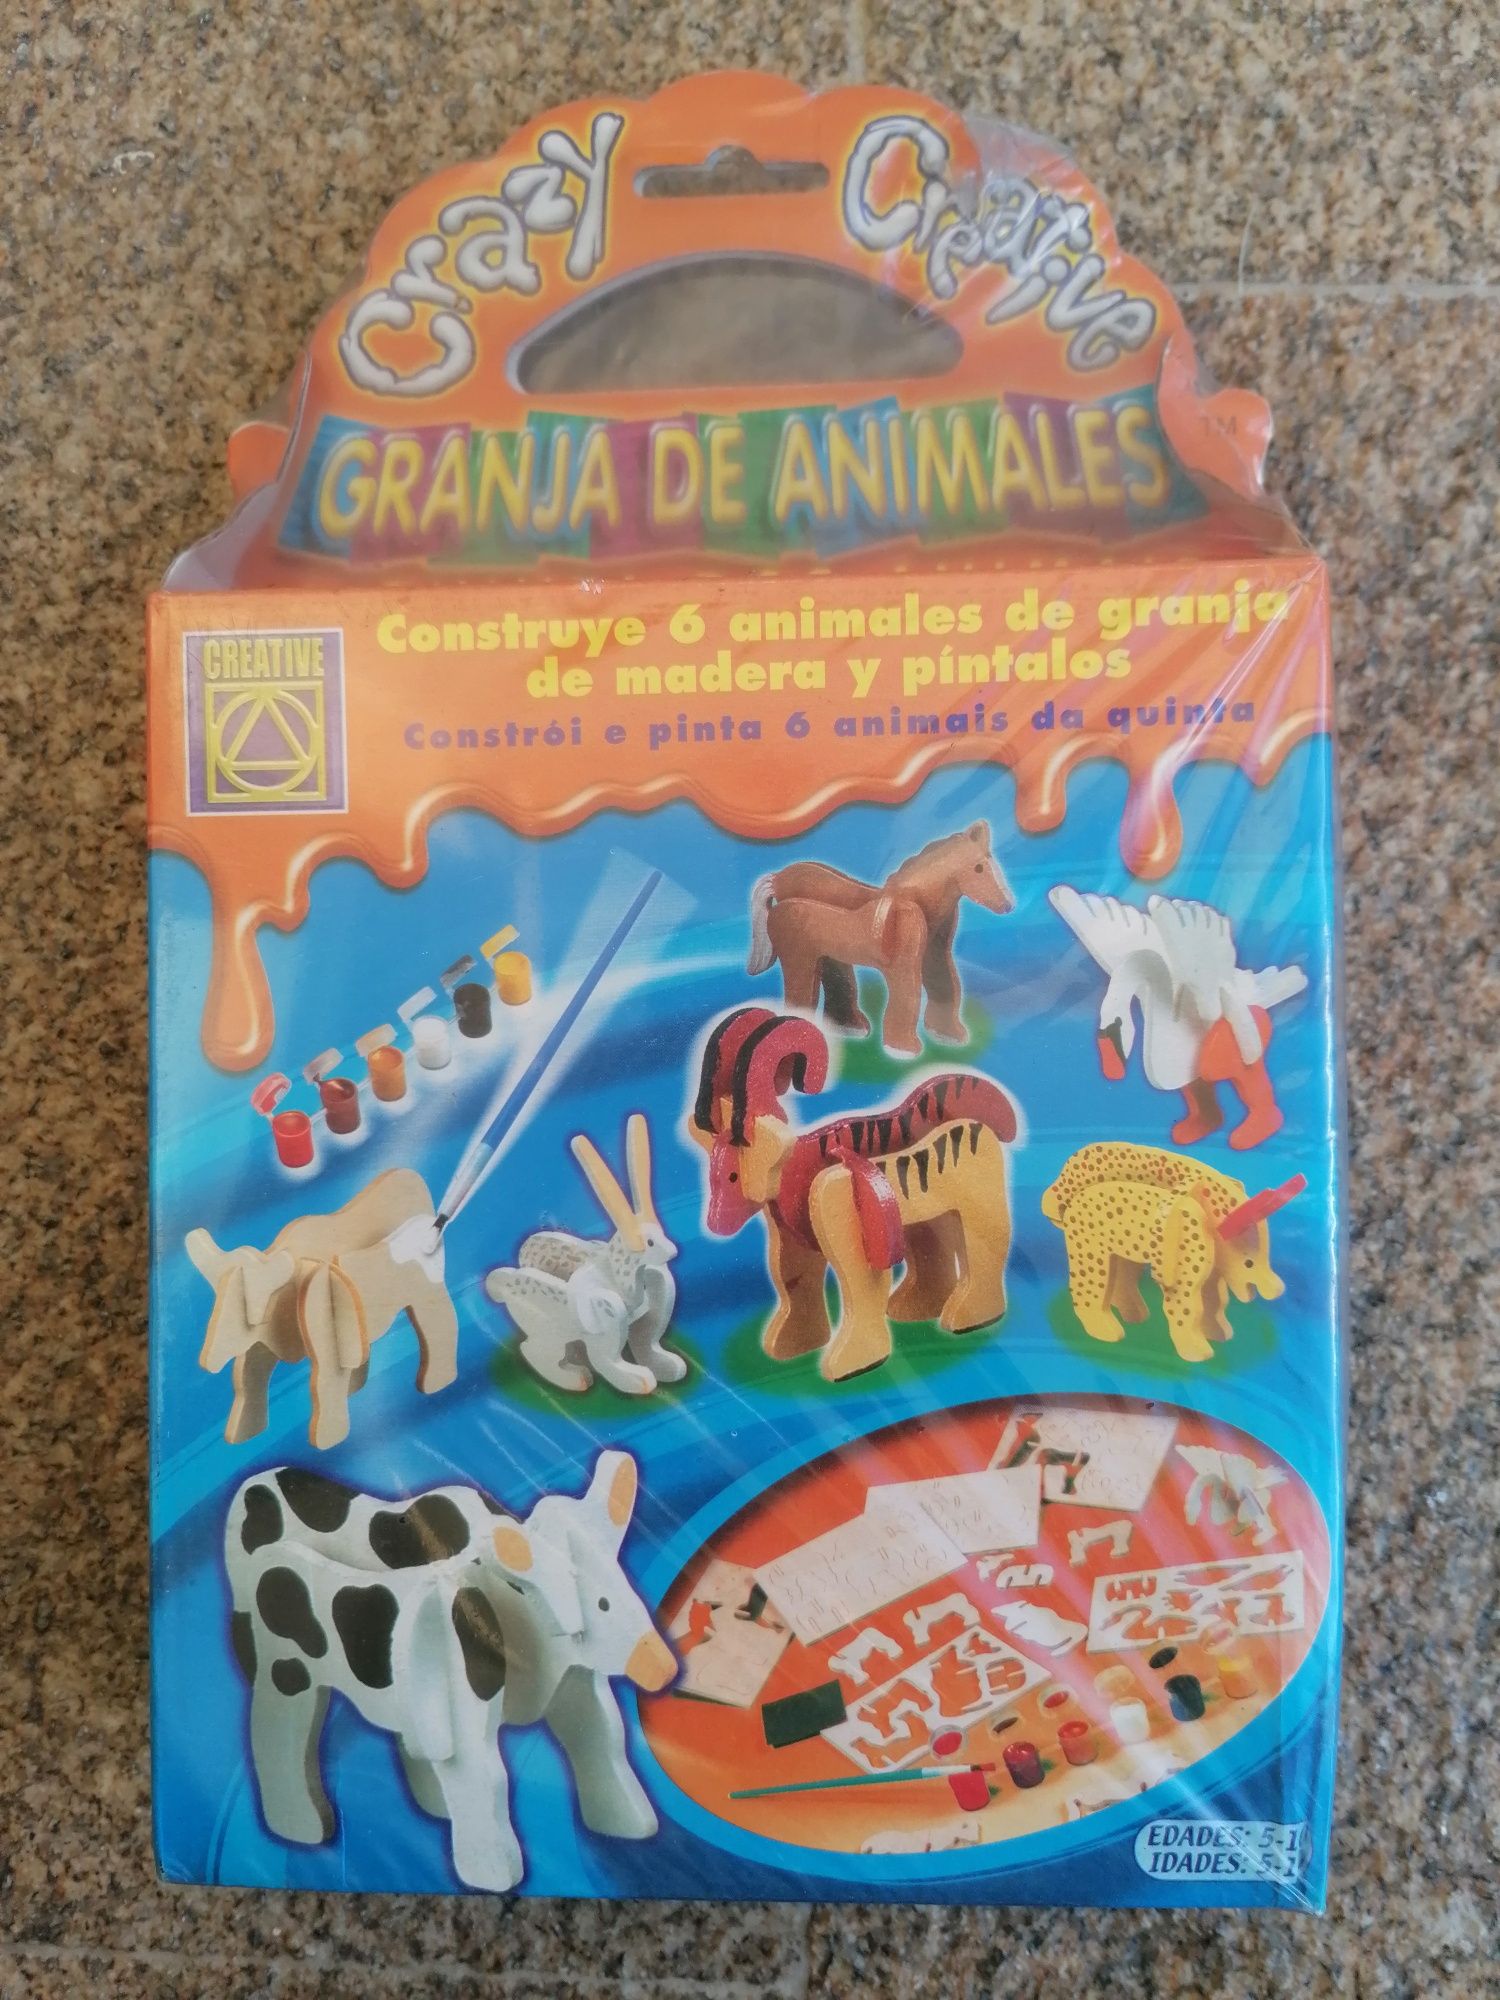 Crazy Creative
GRANJA DE ANIMALES TM
CREATIVE
Construye 6 animales de granja
de madera y píntalos
Constrói e pinta 6 animais da quinta
EDADES: 5-1
IDADES: 5-1